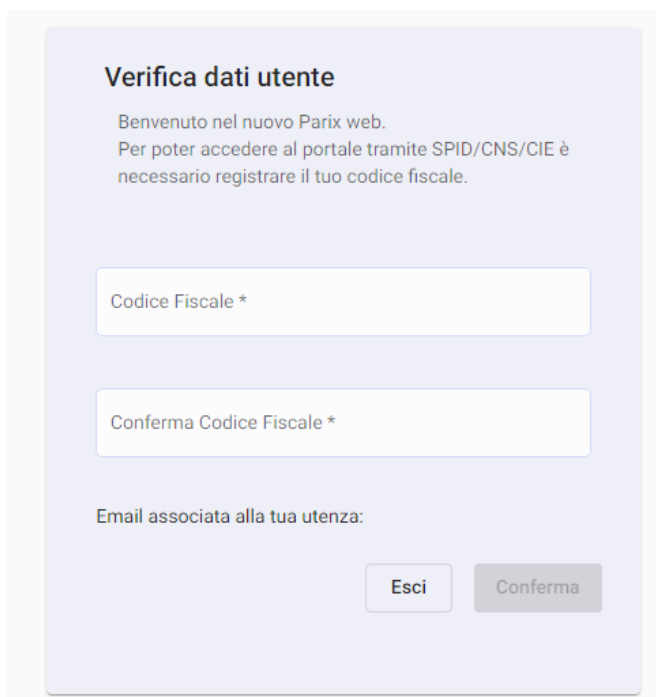 Verifica dati utente
Benvenuto nel nuovo Parix web.
Per poter accedere al portale tramite SPID/CNS/CIE è
necessario registrare il tuo codice fiscale.
Codice Fiscale *
Conferma Codice Fiscale *
Email associata alla tua utenza:
Esci
Conferma